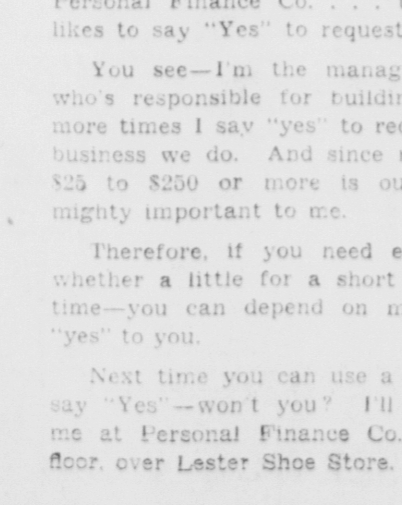 Personal Finance Co. . . .
likes to say "Yes" to request
You see—I'm the manag
who's responsible for buildin
more times I say "yes" to re
business we do. And since
$25 to $250 or more is ou
mighty important to me.
Therefore, if you need e
whether a little for a short
time—you can depend on m
"yes" to you.
Next time you can use a
say "Yes"—won't you? I'll
me at Personal Finance Co.
floor, over Lester Shoe Store.